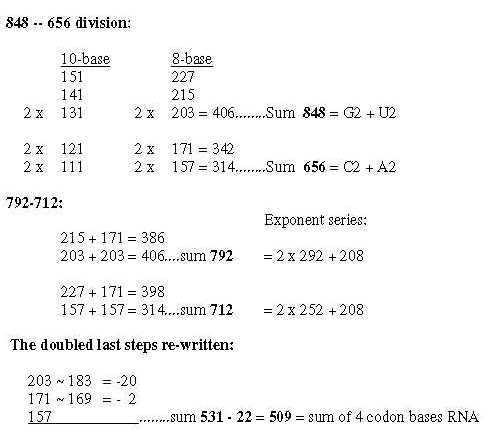 848 -- 656 division:
10-base 8-base
151 227
141 215
2 x 131 2 x 203 = 406........Sum 848 = G2 + U2
2 x 121 2 x 171 = 342
2 x 111 2 x 157 = 314........Sum 656 = C2 + A2
792-712:
Exponent series:
215 + 171 = 386
203 + 203 = 406....sum 792 = 2 x 292 + 208
227 + 171 = 398
157 + 157 = 314....sum 712 = 2 x 252 + 208
The doubled last steps re-written:
203 ~ 183 = -20
171 ~ 169 = - 2
157 ........sum 531 - 22 = 509 = sum of 4 codon bases RNA